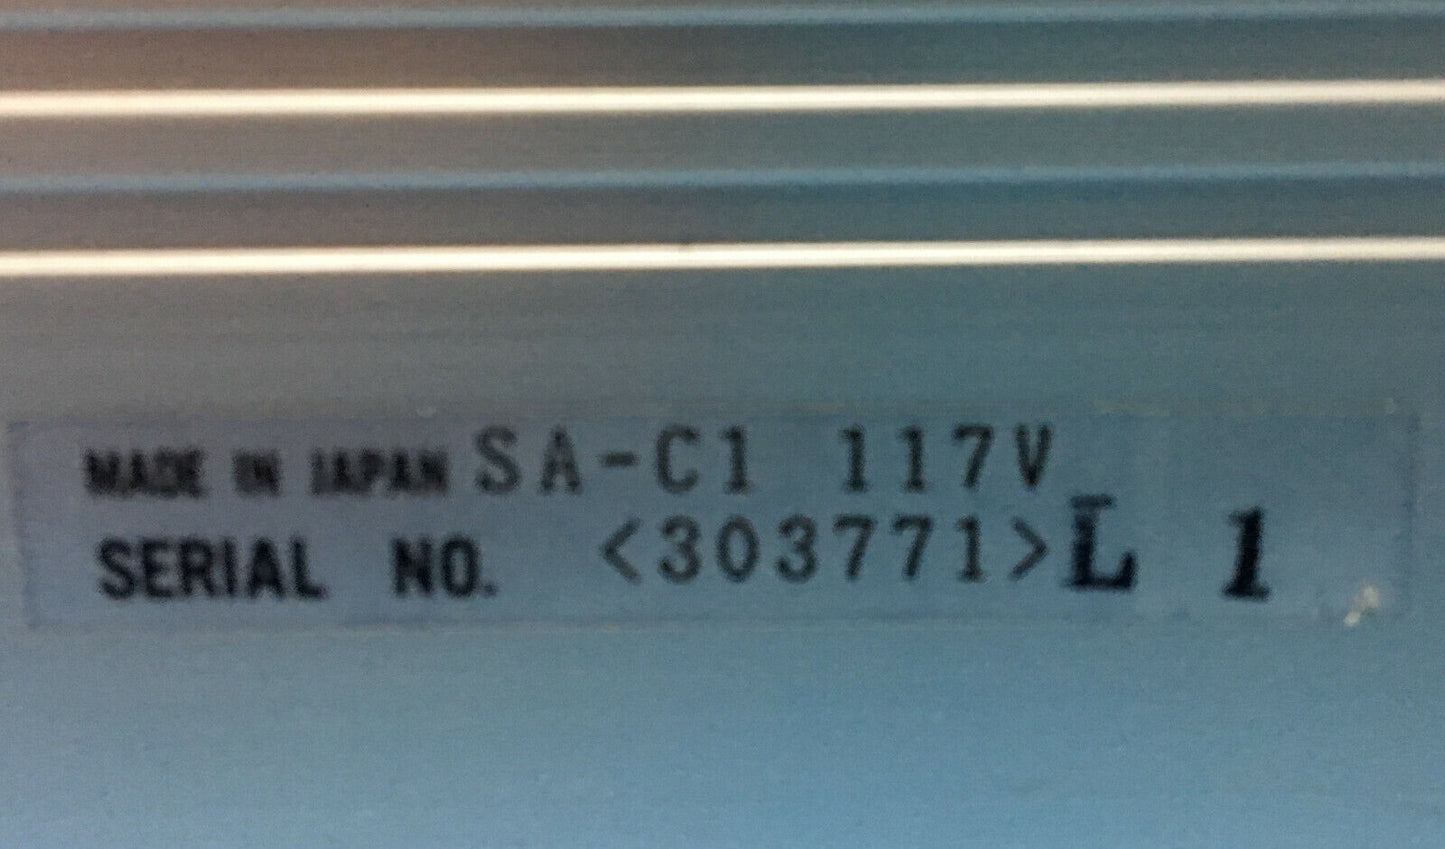 MADE IN JAPAN SA-C1 117V
SERIAL NO. <303771> L 1